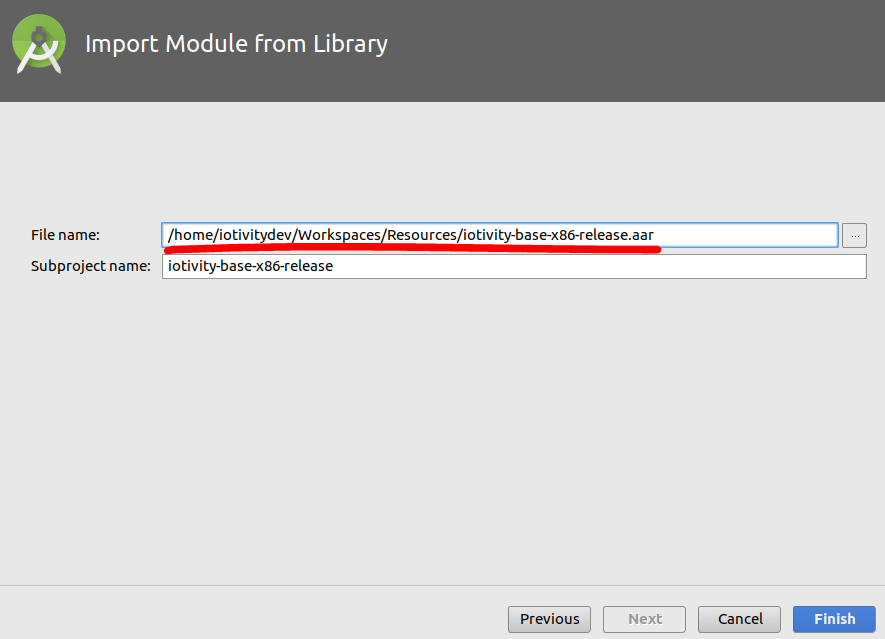 Import Module from Library
File name: /home/iotivitydev/Workspaces/Resources/iotivity-base-x86-release.aar ...
Subproject name: iotivity-base-x86-release
Previous Next Cancel Finish